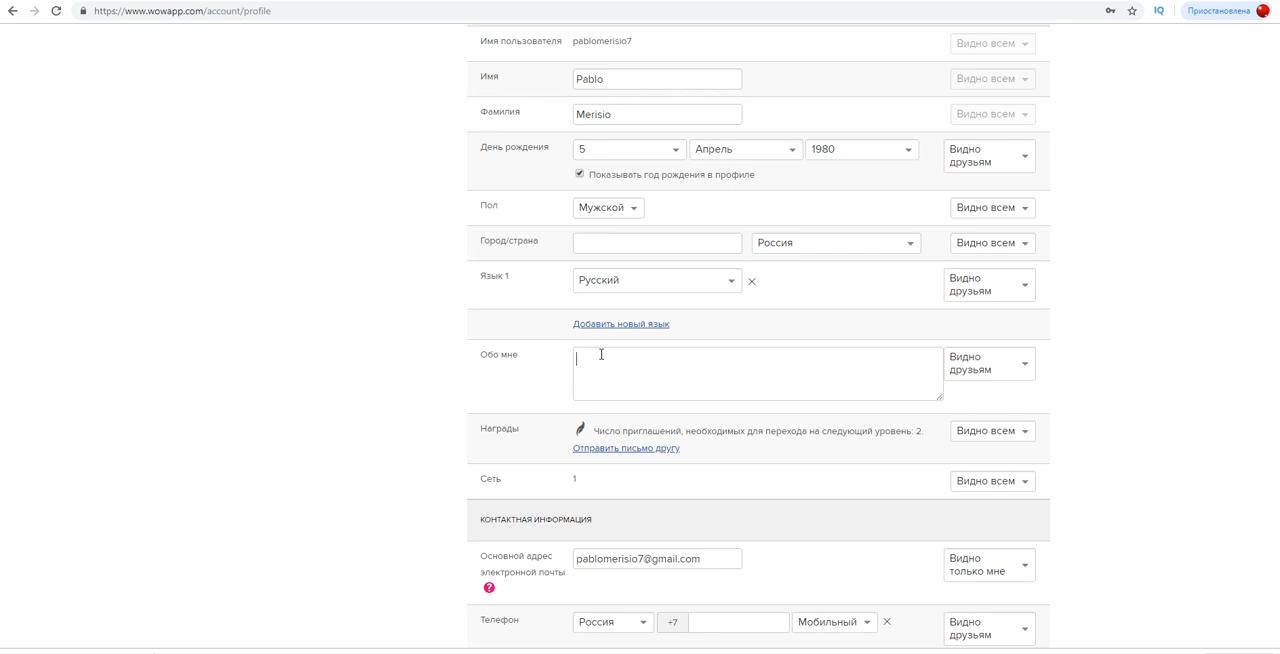 https://www.wowapp.com/account/profile
IQ
Приостановлена
Имя пользователя pablomerisio7 Видно всем
Имя Pablo Видно всем
Фамилия Merisio Видно всем
День рождения 5 Апрель 1980 Видно друзьям
Показывать год рождения в профиле
Пол Мужской Видно всем
Город/страна Россия Видно всем
Язык 1 Русский Видно друзьям
Добавить новый язык
Обо мне Видно друзьям
Награды Число приглашений, необходимых для перехода на следующий уровень: 2. Видно всем
Отправить письмо другу
Сеть 1 Видно всем
КОНТАКТНАЯ ИНФОРМАЦИЯ
Основной адрес электронной почты ? pablomerisio7@gmail.com Видно только мне
Телефон Россия +7 Мобильный Видно друзьям